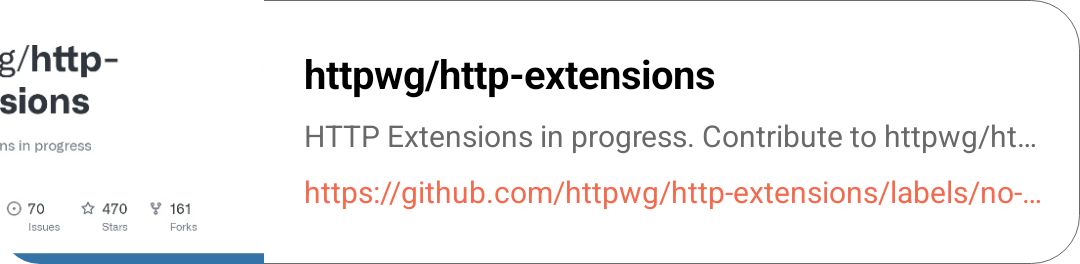 g/http-
sions
ns in progress
70
Issues
470
Stars
161
Forks
httpwg/http-extensions
HTTP Extensions in progress. Contribute to httpwg/ht...
https://github.com/httpwg/http-extensions/labels/no-...